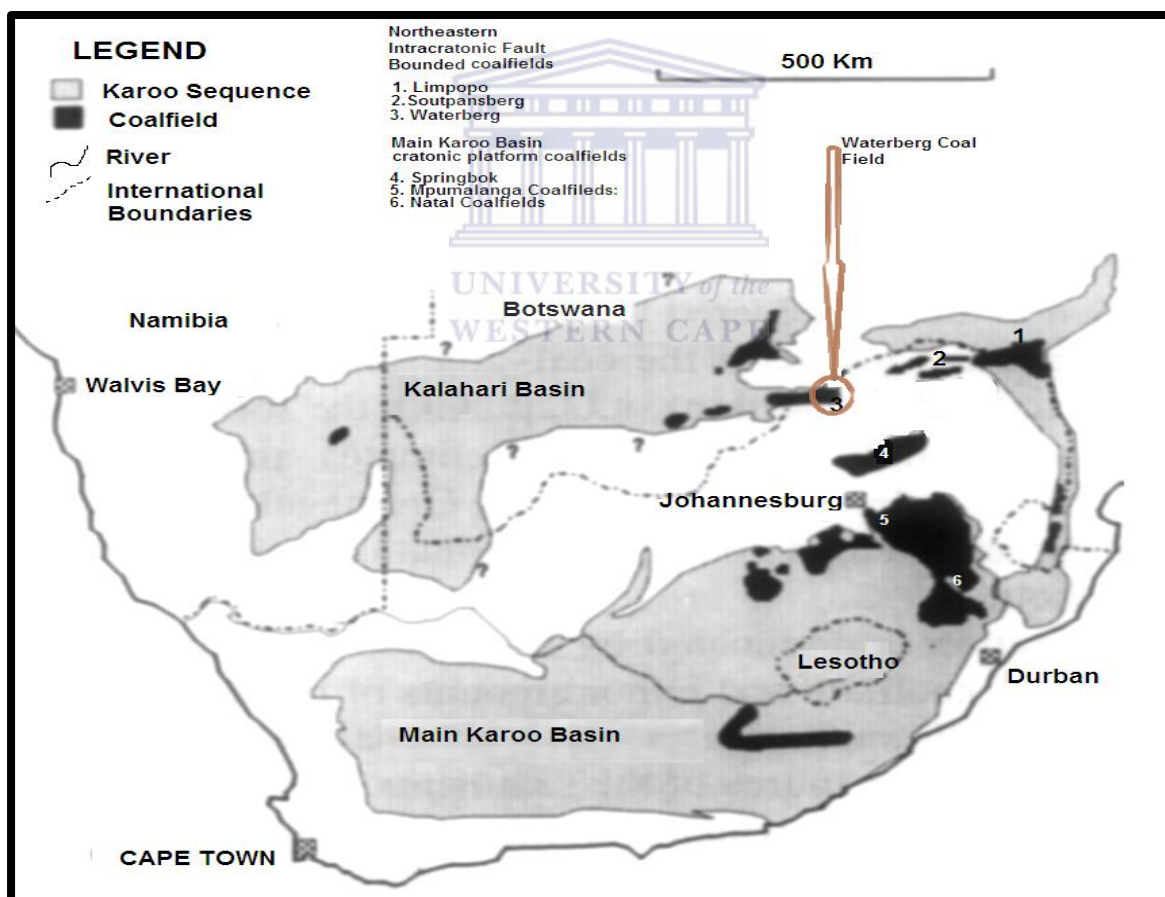 LEGEND
Karoo Sequence
Coalfield
River
International
Boundaries
Northeastern
Intracratonic Fault
Bounded coalfields
1. Limpopo
2.Soutpansberg
3. Waterberg
Main Karoo Basin
cratonic platform coalfields
4. Springbok
5. Mpumalanga Coalfileds:
6. Natal Coalfields
500 Km
Waterberg Coal
Field
UNIVERSITY of the
WESTERN CAPE
Namibia
Botswana
?
?
?
?
?
Walvis Bay
Kalahari Basin
1
2
3
4
Johannesburg
5
6
Lesotho
Durban
Main Karoo Basin
CAPE TOWN